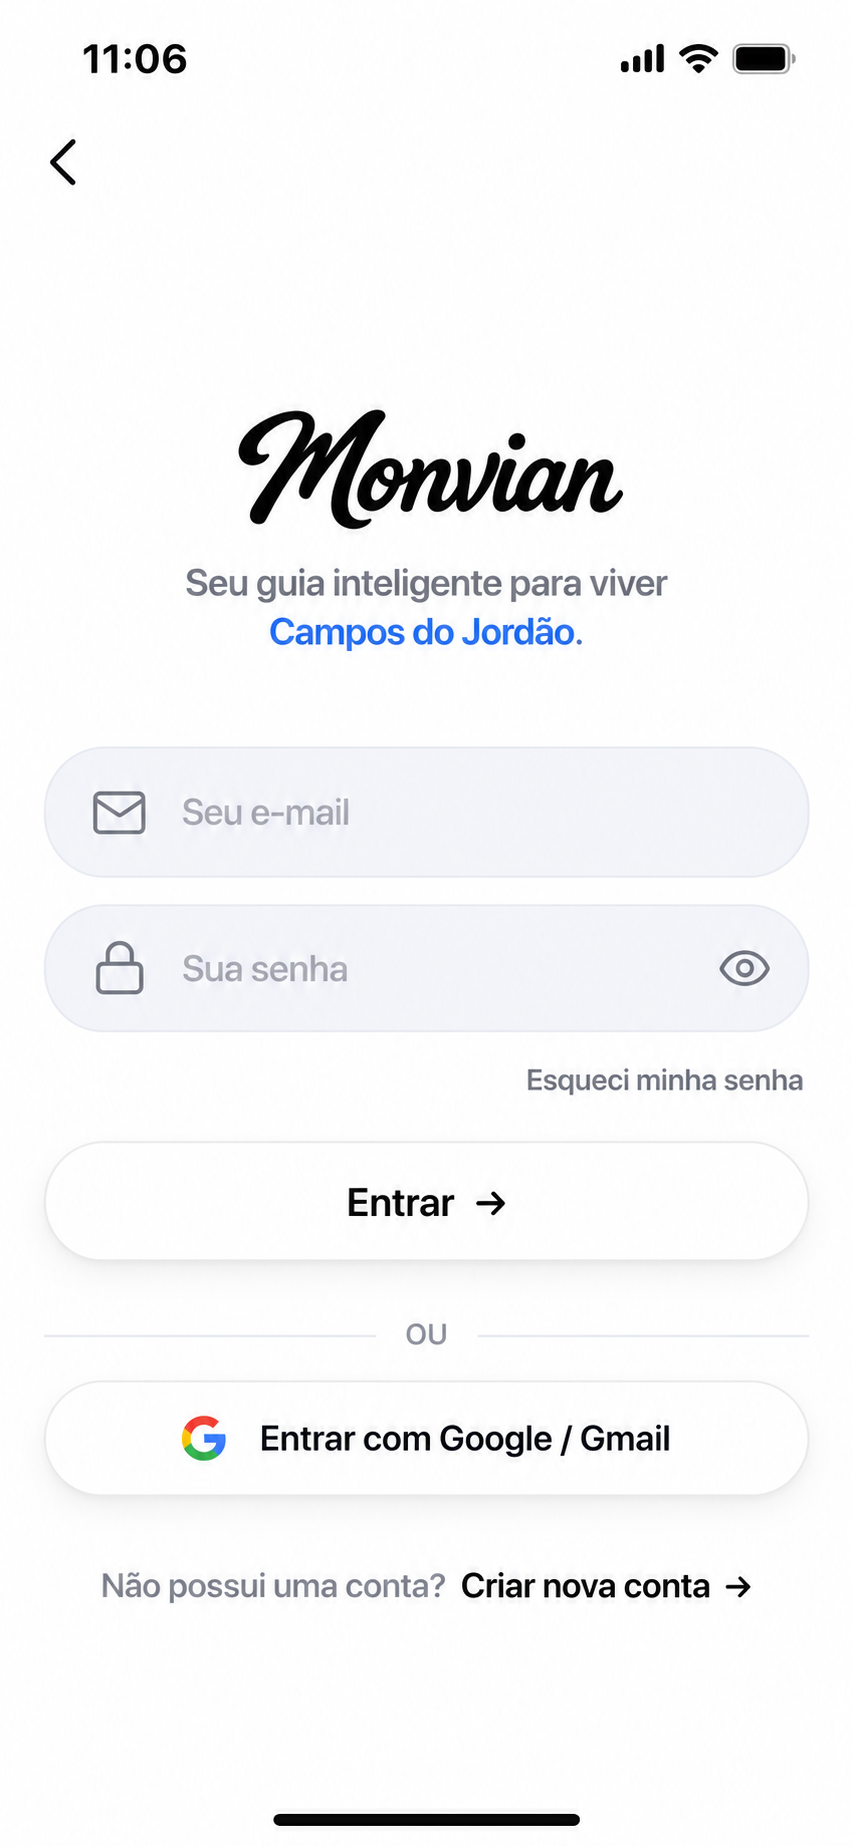 11:06
Monvian
Seu guia inteligente para viver
Campos do Jordão.
Seu e-mail
Sua senha
Esqueci minha senha
Entrar →
OU
Entrar com Google / Gmail
Não possui uma conta? Criar nova conta →